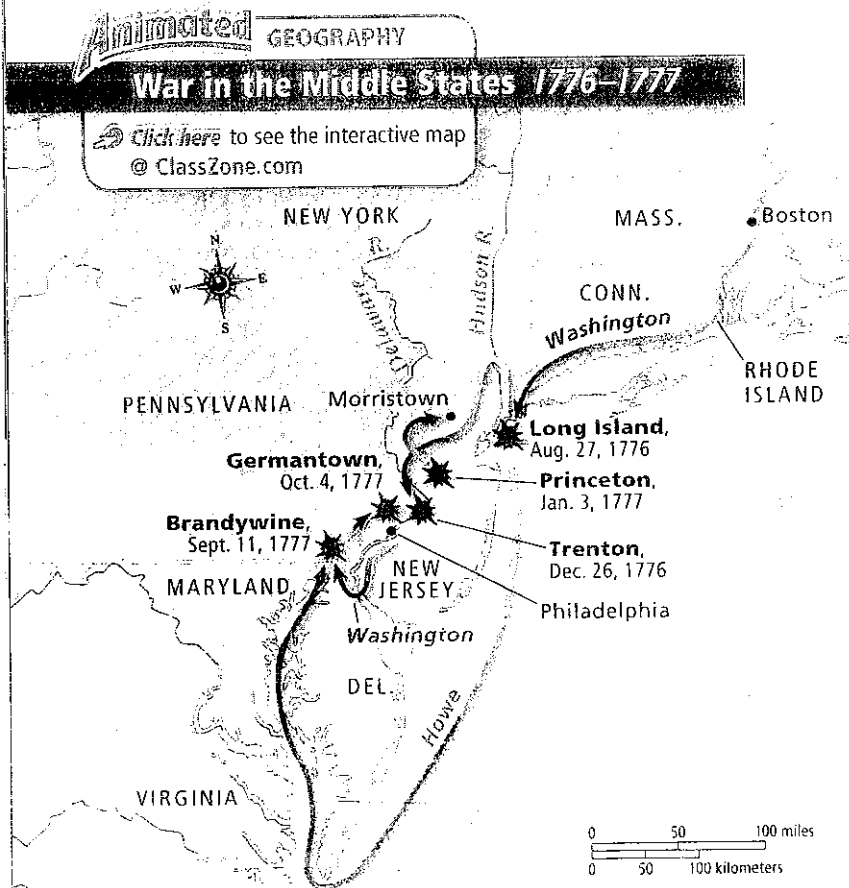 Animated GEOGRAPHY
War in the Middle States 1776–1777
Click here to see the interactive map
@ ClassZone.com
NEW YORK
MASS.
Boston
N
W E
S
Delaware R.
Hudson R.
CONN.
Washington
RHODE
ISLAND
PENNSYLVANIA
Morristown
Long Island,
Aug. 27, 1776
Germantown,
Oct. 4, 1777
Princeton,
Jan. 3, 1777
Brandywine,
Sept. 11, 1777
Trenton,
Dec. 26, 1776
MARYLAND
NEW
JERSEY
Philadelphia
Washington
DEL.
Howe
VIRGINIA
0 50 100 miles
0 50 100 kilometers